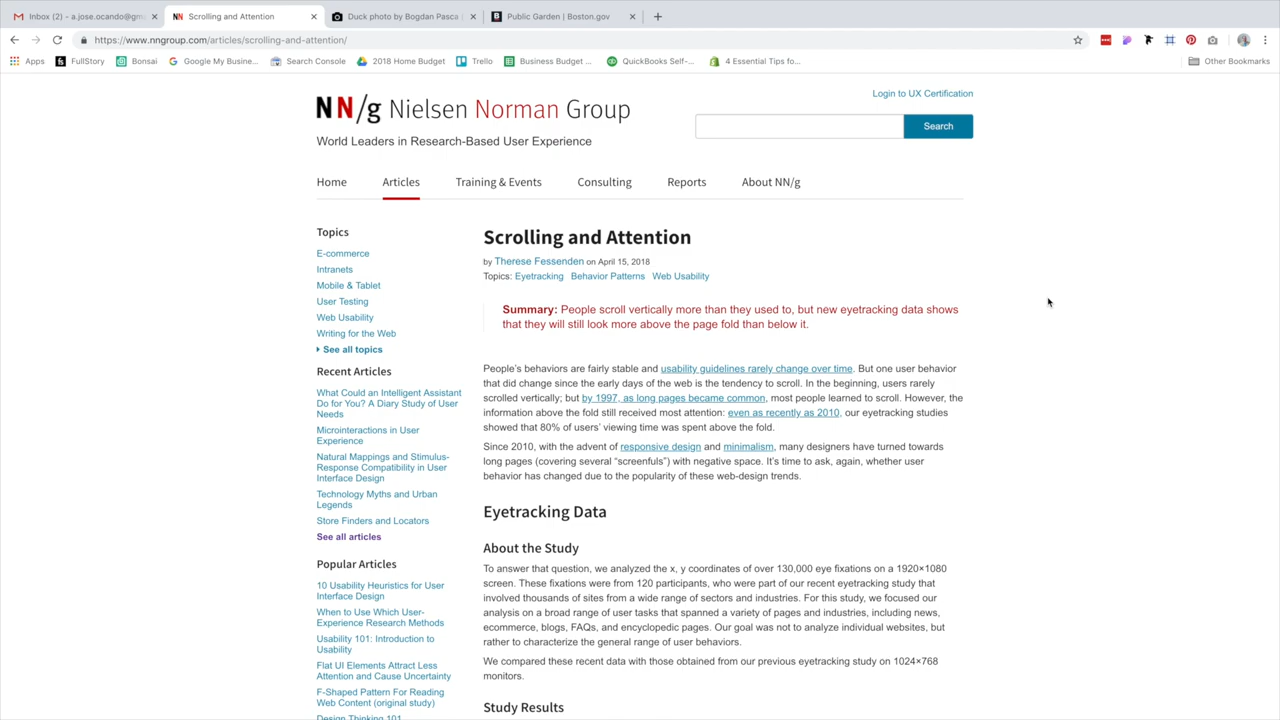 Inbox (2) - a.jose.ocando@gm
Scrolling and Attention
Duck photo by Bogdan Pasca
Public Garden | Boston.gov
https://www.nngroup.com/articles/scrolling-and-attention/
Apps
FullStory
Bonsai
Google My Busine...
Search Console
2018 Home Budget
Trello
Business Budget ...
QuickBooks Self-...
4 Essential Tips fo...
Other Bookmarks
NN/g Nielsen Norman Group
World Leaders in Research-Based User Experience
Login to UX Certification
Search
Home
Articles
Training & Events
Consulting
Reports
About NN/g
Topics
E-commerce
Intranets
Mobile & Tablet
User Testing
Web Usability
Writing for the Web
See all topics
Recent Articles
What Could an Intelligent Assistant
Do for You? A Diary Study of User
Needs
Microinteractions in User
Experience
Natural Mappings and Stimulus-
Response Compatibility in User
Interface Design
Technology Myths and Urban
Legends
Store Finders and Locators
See all articles
Popular Articles
10 Usability Heuristics for User
Interface Design
When to Use Which User-
Experience Research Methods
Usability 101: Introduction to
Usability
Flat UI Elements Attract Less
Attention and Cause Uncertainty
F-Shaped Pattern For Reading
Web Content (original study)
Design Thinking 101
Scrolling and Attention
by Therese Fessenden on April 15, 2018
Topics: Eyetracking Behavior Patterns Web Usability
Summary: People scroll vertically more than they used to, but new eyetracking data shows
that they will still look more above the page fold than below it.
People's behaviors are fairly stable and usability guidelines rarely change over time. But one user behavior
that did change since the early days of the web is the tendency to scroll. In the beginning, users rarely
scrolled vertically; but by 1997, as long pages became common, most people learned to scroll. However, the
information above the fold still received most attention: even as recently as 2010, our eyetracking studies
showed that 80% of users' viewing time was spent above the fold.
Since 2010, with the advent of responsive design and minimalism, many designers have turned towards
long pages (covering several “screenfuls”) with negative space. It's time to ask, again, whether user
behavior has changed due to the popularity of these web-design trends.
Eyetracking Data
About the Study
To answer that question, we analyzed the x, y coordinates of over 130,000 eye fixations on a 1920×1080
screen. These fixations were from 120 participants, who were part of our recent eyetracking study that
involved thousands of sites from a wide range of sectors and industries. For this study, we focused our
analysis on a broad range of user tasks that spanned a variety of pages and industries, including news,
ecommerce, blogs, FAQs, and encyclopedic pages. Our goal was not to analyze individual websites, but
rather to characterize the general range of user behaviors.
We compared these recent data with those obtained from our previous eyetracking study on 1024×768
monitors.
Study Results